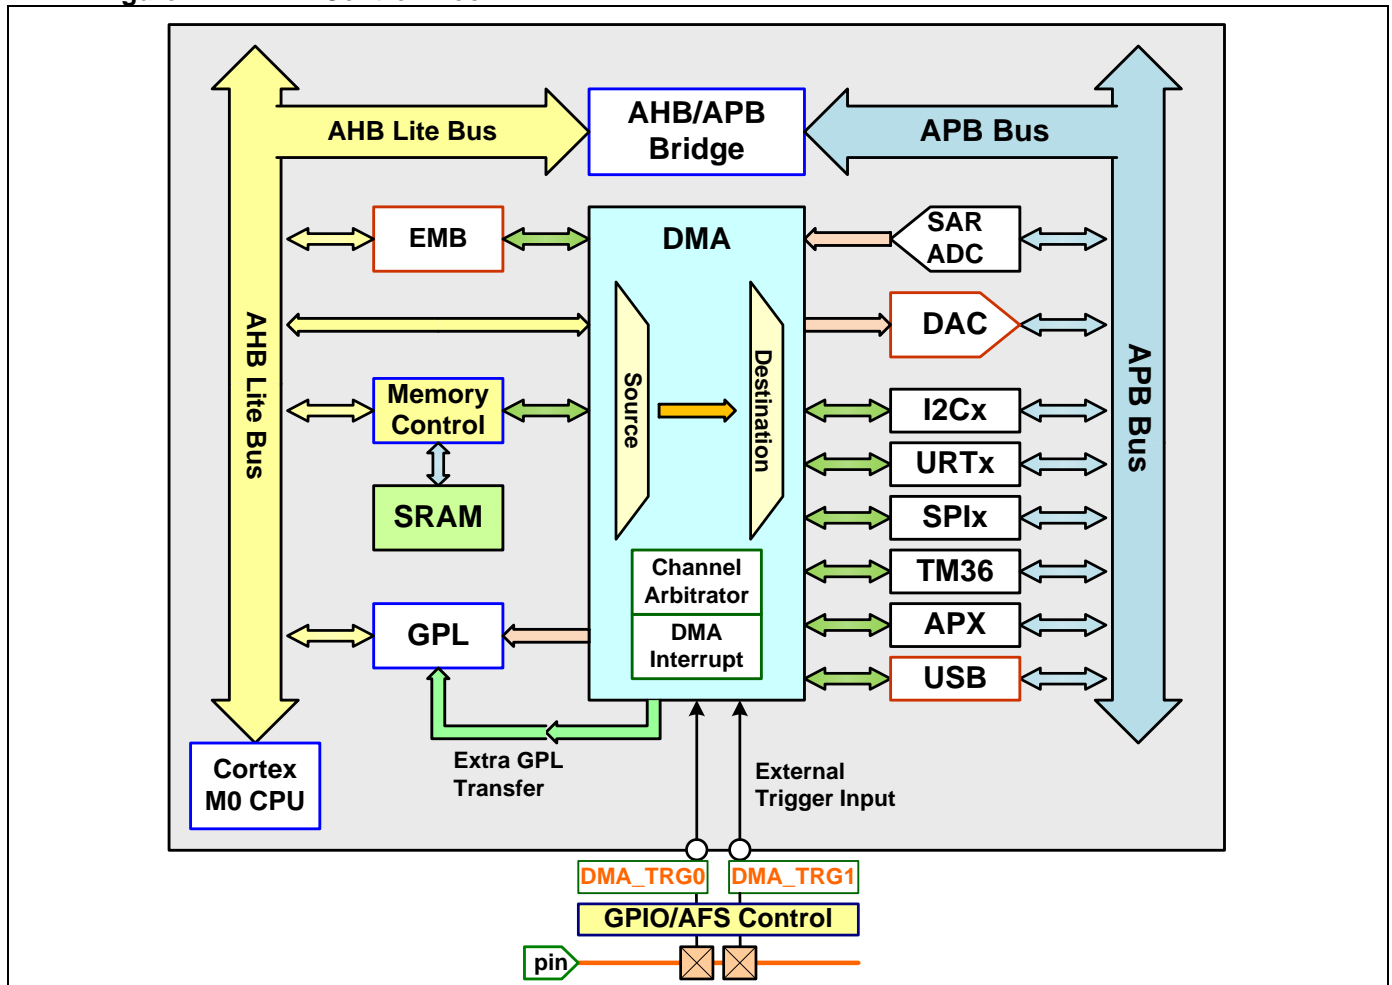 AHB Lite Bus
AHB/APB
Bridge
APB Bus
EMB
DMA
SAR
ADC
AHB Lite Bus
Source
Destination
DAC
APB Bus
Memory
Control
I2Cx
URTx
SRAM
SPIx
Channel
Arbitrator
TM36
GPL
DMA
Interrupt
APX
USB
Extra GPL
Transfer
External
Trigger Input
Cortex
M0 CPU
DMA_TRG0
DMA_TRG1
GPIO/AFS Control
pin